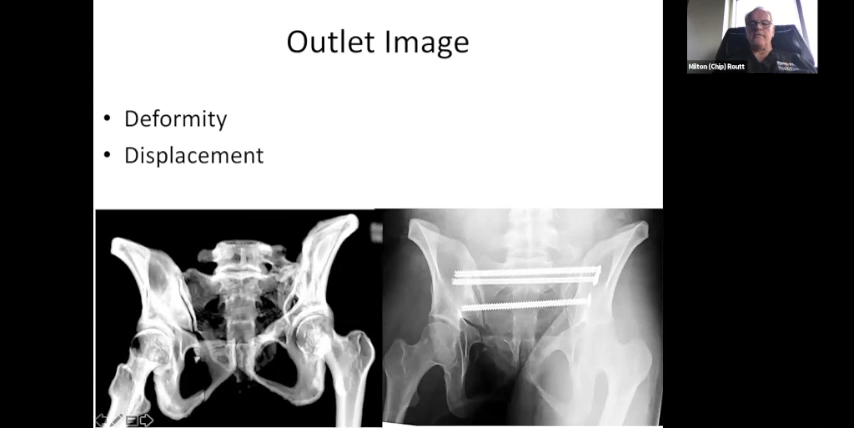 Outlet Image
• Deformity
• Displacement
Milton (Chip) Routt